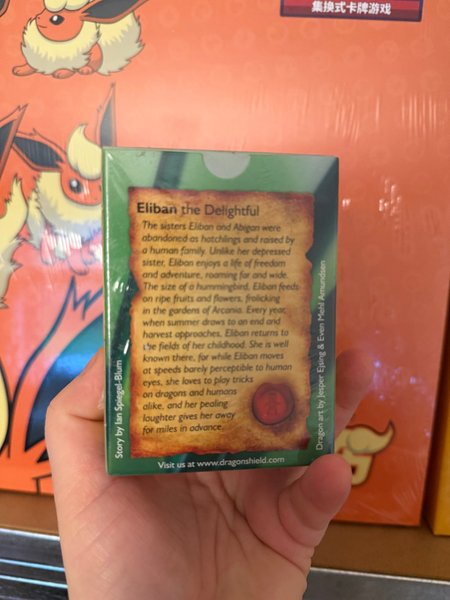 集换式卡牌游戏
Eliban the Delightful
The sisters Eliban and Abigan were
abandoned as hatchlings and raised by
a human family. Unlike her depressed
sister, Eliban enjoys a life of freedom
and adventure, roaming far and wide.
The size of a hummingbird, Eliban feeds
on ripe fruits and flowers, frolicking
in the gardens of Arcania. Every year,
when summer draws to an end and
harvest approaches, Eliban returns to
the fields of her childhood. She is well
known there, for while Eliban moves
at speeds barely perceptible to human
eyes, she loves to play tricks
on dragons and humans
alike, and her pealing
laughter gives her away
for miles in advance.
Story by Ian Spiegel-Blum
Dragon art by Jesper Ejsing & Even Mehl Amundsen
Visit us at www.dragonshield.com